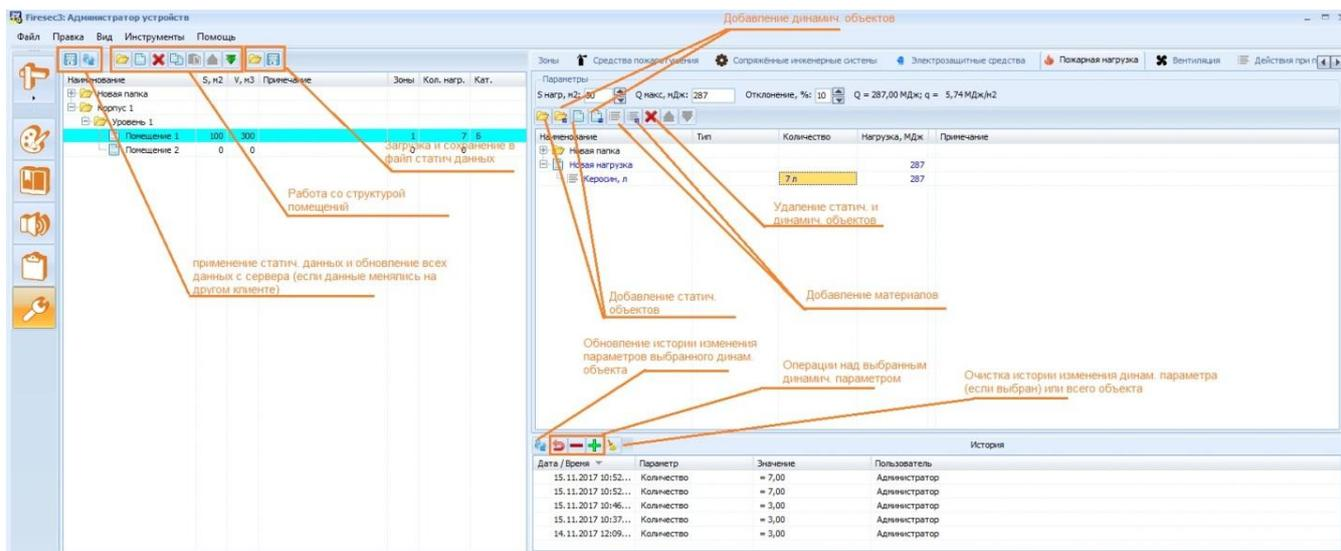 Firesec3: Администратор устройств
Файл Правка Вид Инструменты Помощь
Добавление динамич. объектов
Наименование S, м2 V, м3 Примечание Зоны Кол. нагр. Кат.
Новая папка
Корпус 1
Уровень 1
Помещение 1 100 300 1 7 Б
Помещение 2 0 0 0 0
Загрузка и сохранение в
файл статич данных
Работа со структурой
помещений
применение статич. данных и обновление всех
данных с сервера (если данные менялись на
другом клиенте)
Зоны Средства пожаротушения Сопряжённые инженерные системы Электрозащитные средства Пожарная нагрузка Вентиляция Действия при п
Параметры
S нагр, м2: 50 Q макс, мДж: 287 Отклонение, %: 10 Q = 287,00 МДж; q = 5,74 МДж/м2
Наименование Тип Количество Нагрузка, МДж Примечание
Новая папка
Новая нагрузка 287
Керосин, л 7 л 287
Удаление статич. и
динамич. объектов
Добавление статич.
объектов
Добавление материалов
Обновление истории изменения
параметров выбранного динам.
объекта
Операции над выбранным
динамич. параметром
Очистка истории изменения динам. параметра
(если выбран) или всего объекта
История
Дата / Время Параметр Значение Пользователь
15.11.2017 10:52... Количество = 7,00 Администратор
15.11.2017 10:52... Количество = 7,00 Администратор
15.11.2017 10:46... Количество = 3,00 Администратор
15.11.2017 10:37... Количество = 3,00 Администратор
14.11.2017 12:09... Количество = 3,00 Администратор